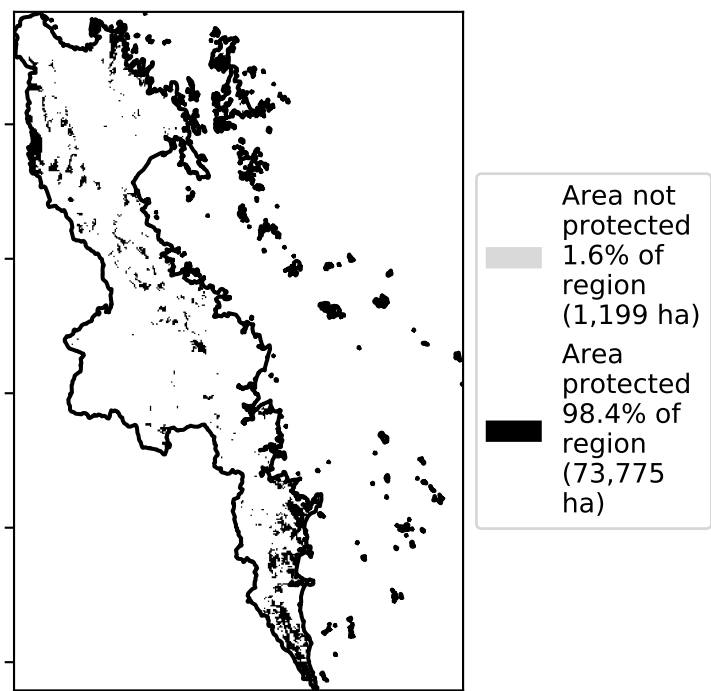 Area not
protected
1.6% of
region
(1,199 ha)
Area
protected
98.4% of
region
(73,775
ha)